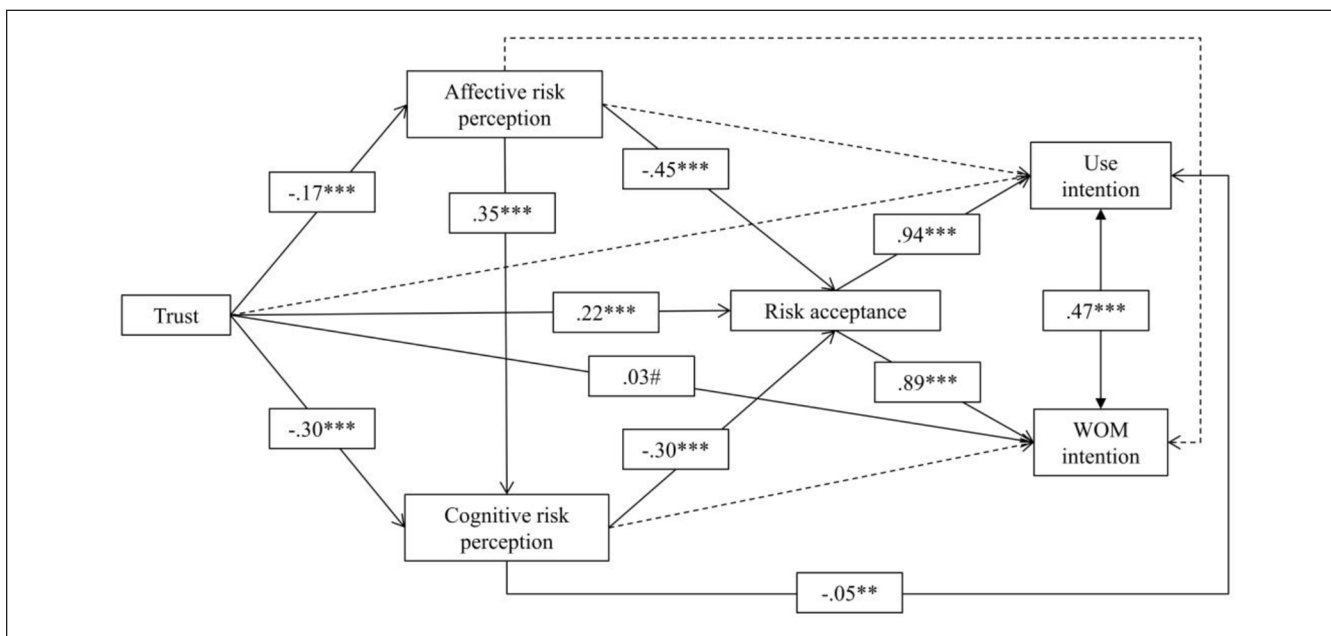 Affective risk
perception
Use
intention
-.17***
-.45***
.35***
.94***
Trust
.22***
Risk acceptance
.47***
.03#
.89***
-.30***
-.30***
WOM
intention
Cognitive risk
perception
-.05**